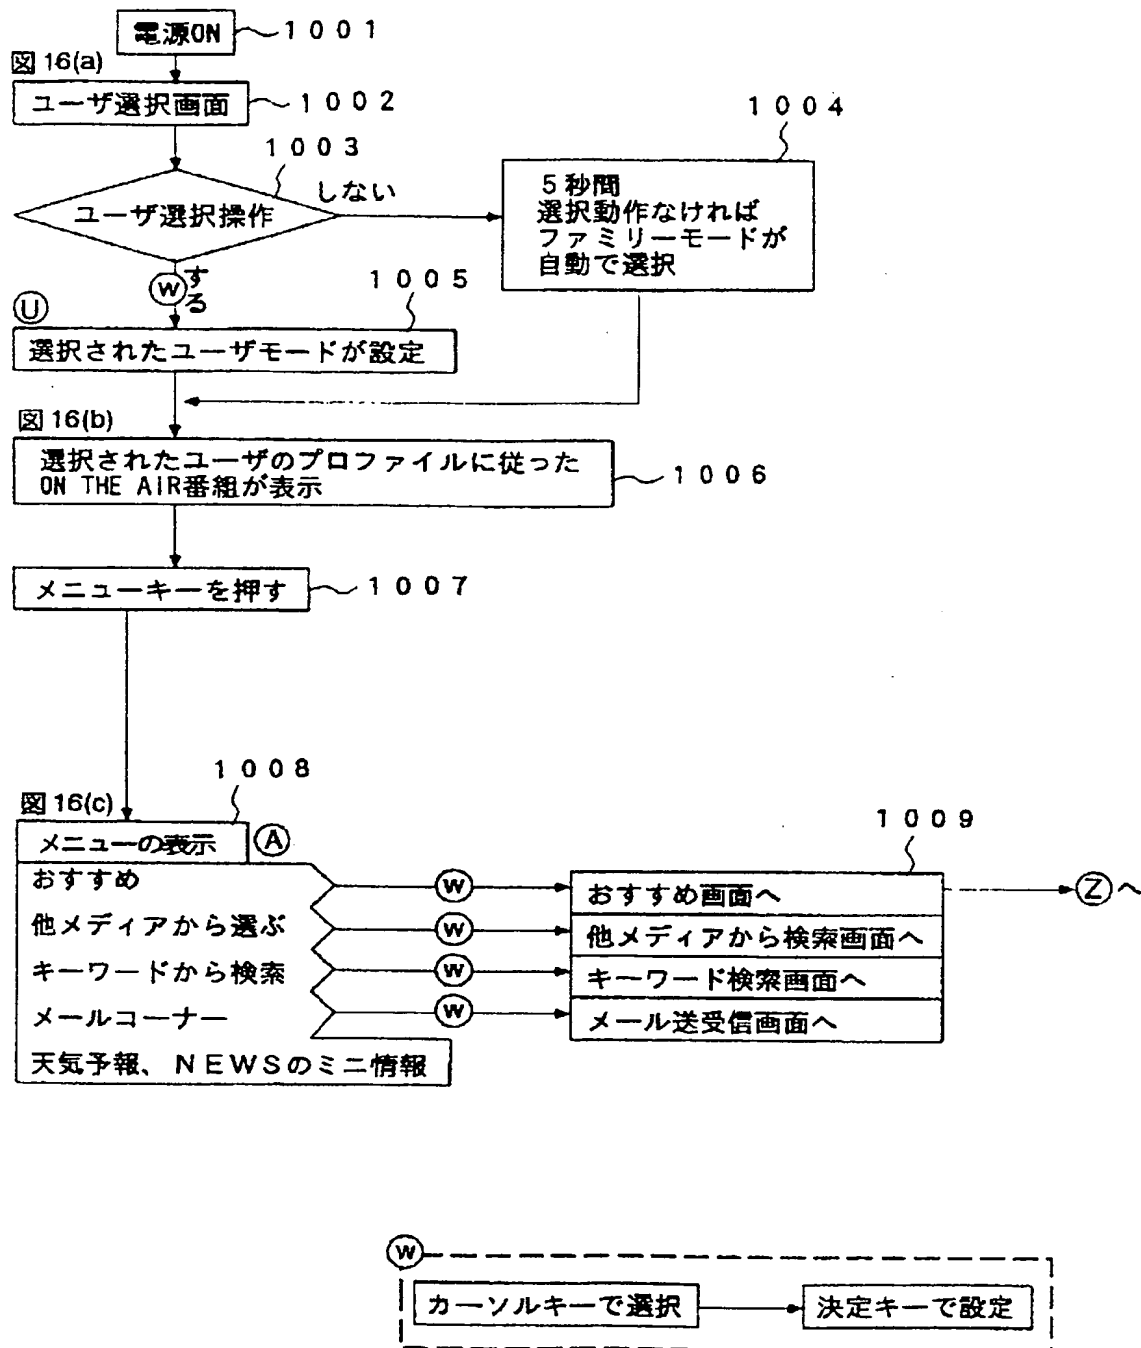 電源ON
1001
図16(a)
ユーザ選択画面
1002
1003
ユーザ選択操作
しない
1004
5秒間
選択動作なければ
ファミリーモードが
自動で選択
W
する
U
1005
選択されたユーザモードが設定
図16(b)
選択されたユーザのプロファイルに従った
ON THE AIR番組が表示
1006
メニューキーを押す
1007
1008
図16(c)
メニューの表示
A
1009
おすすめ
W
おすすめ画面へ
Zへ
他メディアから選ぶ
W
他メディアから検索画面へ
キーワードから検索
W
キーワード検索画面へ
メールコーナー
W
メール送受信画面へ
天気予報、NEWSのミニ情報
W
カーソルキーで選択
決定キーで設定